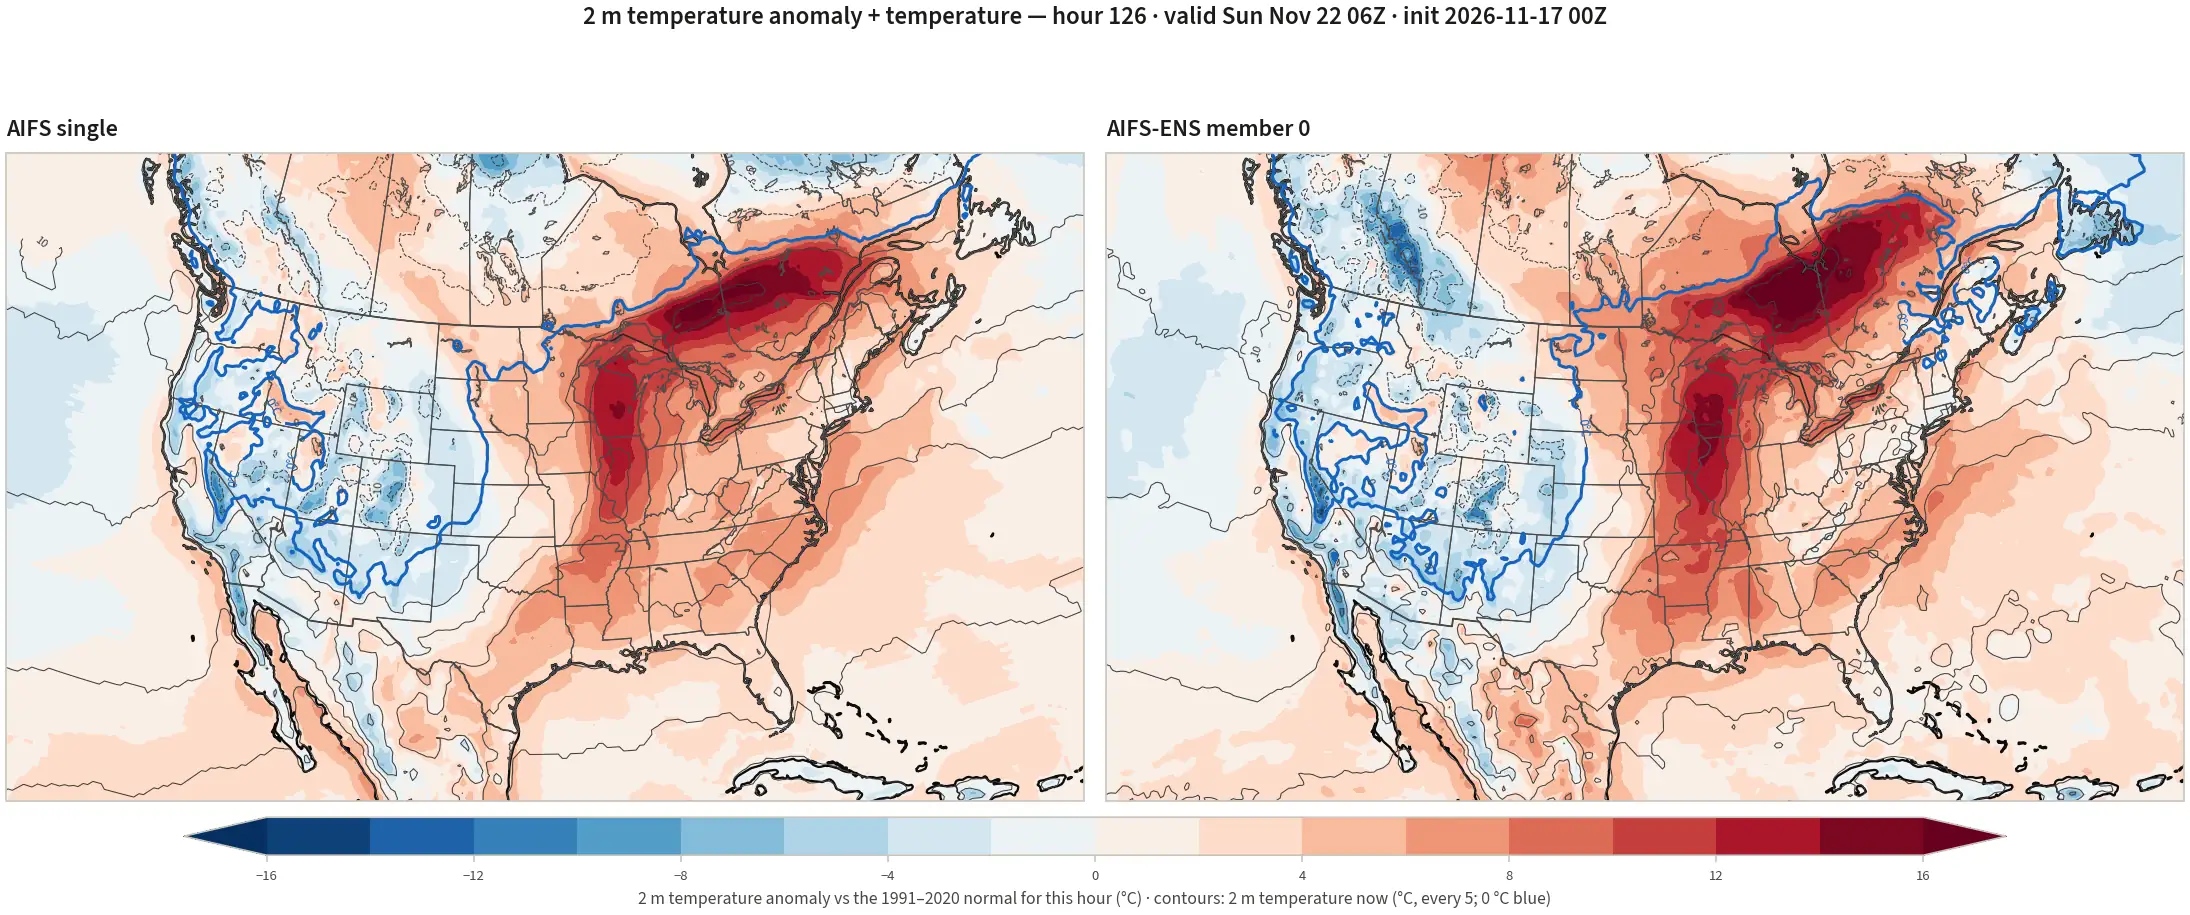 2 m temperature anomaly + temperature — hour 126 · valid Sun Nov 22 06Z · init 2026-11-17 00Z
AIFS single
AIFS-ENS member 0
10
10
−16 −12 −8 −4 0 4 8 12 16
2 m temperature anomaly vs the 1991–2020 normal for this hour (°C) · contours: 2 m temperature now (°C, every 5; 0 °C blue)